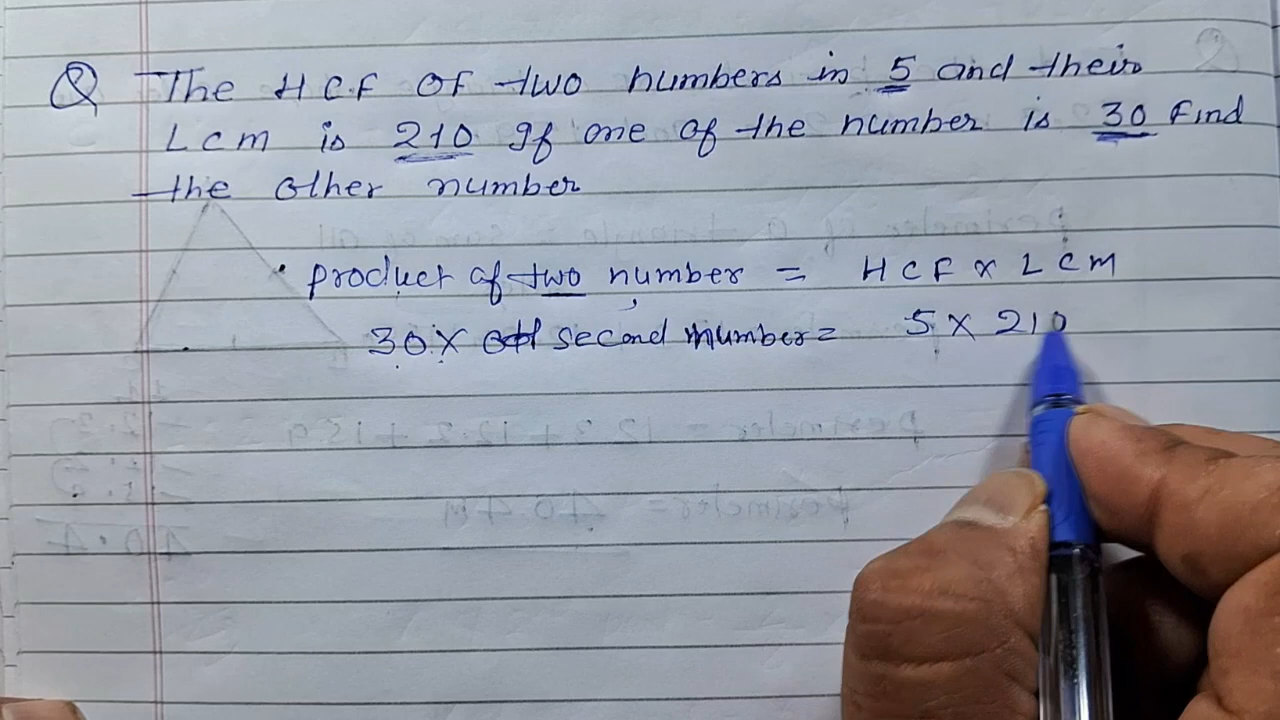 Q The HCF OF two numbers in 5 and their
LCM is 210 If one of the number is 30 Find
the other number
product of two number = HCF x LCM
30 X second number = 5 X 210